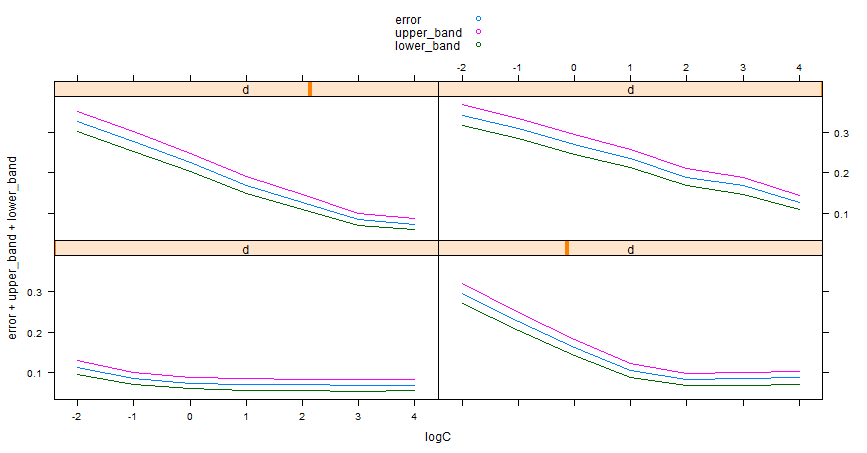 error
upper_band
lower_band
-2 -1 0 1 2 3 4
d d
0.3
0.2
0.1
d d
0.3
0.2
0.1
-2 -1 0 1 2 3 4
error + upper_band + lower_band
logC